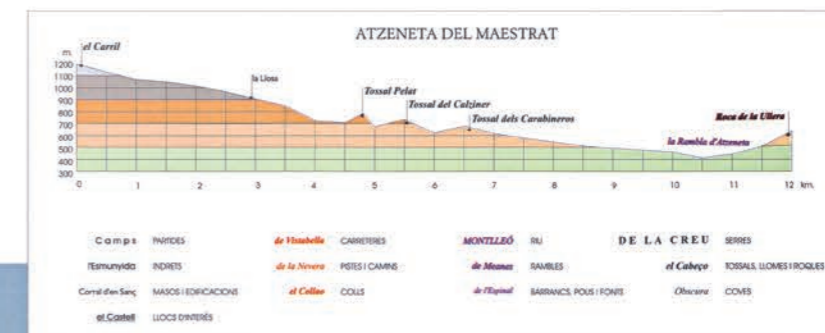 ATZENETA DEL MAESTRAT
m.
1200
1100
1000
900
800
700
600
500
400
300
el Carril
la Llosa
Tossal Pelat
Tossal del Calziner
Tossal dels Carabineros
la Rambla d'Atzeneta
Roca de la Ullera
0 1 2 3 4 5 6 7 8 9 10 11 12 km.
Camps PARTIDES de Vistabella CARRETERES MONTLLEÓ RIU DE LA CREU SERRES
l'Esmunyida INDRETS de la Nevera PISTES I CAMINS de Meanes RAMBLES el Cabeço TOSSALS, LLOMES I ROQUES
Corral d'en Sanç MASOS I EDIFICACIONS el Collao COLLS de l'Espinal BARRANCS, POUS I FONTS Obscura COVES
el Castell LLOCS D'INTERÉS